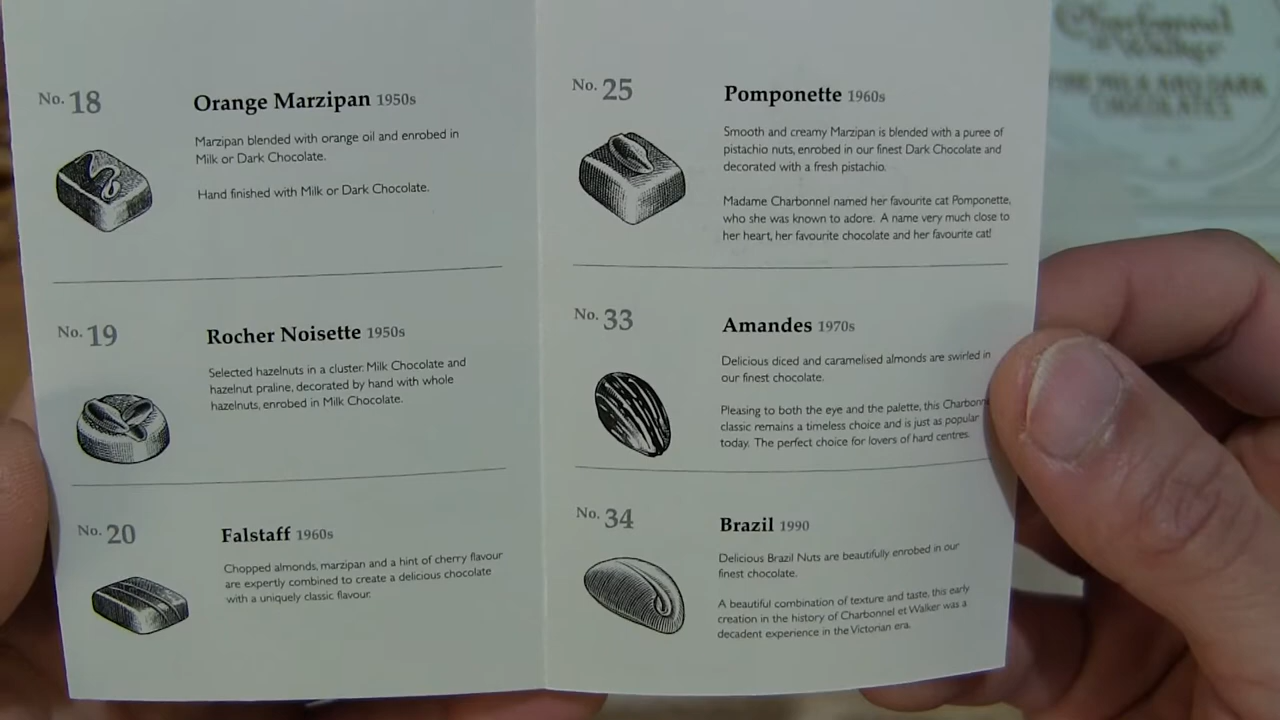 No. 18
Orange Marzipan 1950s
Marzipan blended with orange oil and enrobed in
Milk or Dark Chocolate.
Hand finished with Milk or Dark Chocolate.
No. 19
Rocher Noisette 1950s
Selected hazelnuts in a cluster. Milk Chocolate and
hazelnut praline, decorated by hand with whole
hazelnuts, enrobed in Milk Chocolate.
No. 20
Falstaff 1960s
Chopped almonds, marzipan and a hint of cherry flavour
are expertly combined to create a delicious chocolate
with a uniquely classic flavour.
No. 25
Pomponette 1960s
Smooth and creamy Marzipan is blended with a puree of
pistachio nuts, enrobed in our finest Dark Chocolate and
decorated with a fresh pistachio.
Madame Charbonnel named her favourite cat Pomponette,
who she was known to adore. A name very much close to
her heart, her favourite chocolate and her favourite cat!
No. 33
Amandes 1970s
Delicious diced and caramelised almonds are swirled in
our finest chocolate.
Pleasing to both the eye and the palette, this Charbonn
classic remains a timeless choice and is just as popular
today. The perfect choice for lovers of hard centres.
No. 34
Brazil 1990
Delicious Brazil Nuts are beautifully enrobed in our
finest chocolate.
A beautiful combination of texture and taste, this early
creation in the history of Charbonnel et Walker was a
decadent experience in the Victorian era.
Charbonnel
et Walker
MILK AND DARK
CHOCOLATES